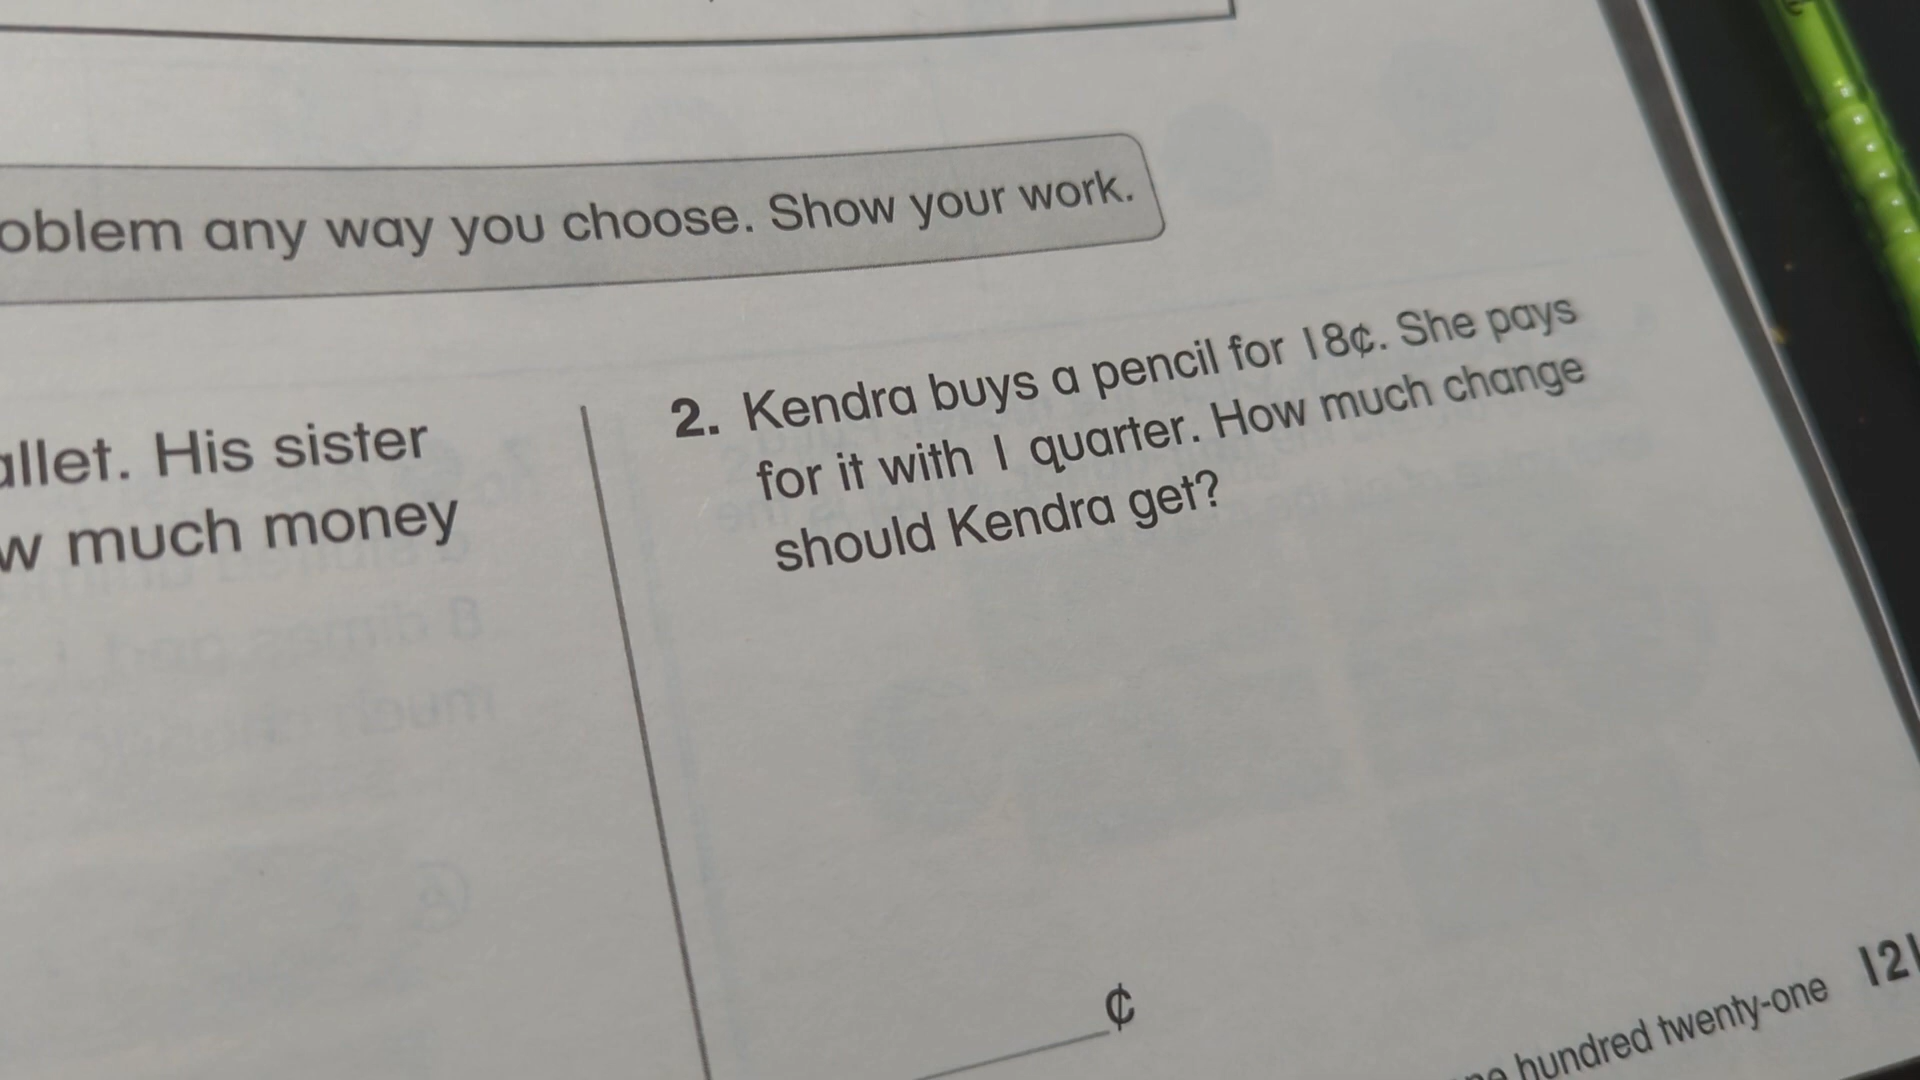 oblem any way you choose. Show your work.
allet. His sister
w much money
2. Kendra buys a pencil for 18¢. She pays
for it with 1 quarter. How much change
should Kendra get?
¢
hundred twenty-one 121